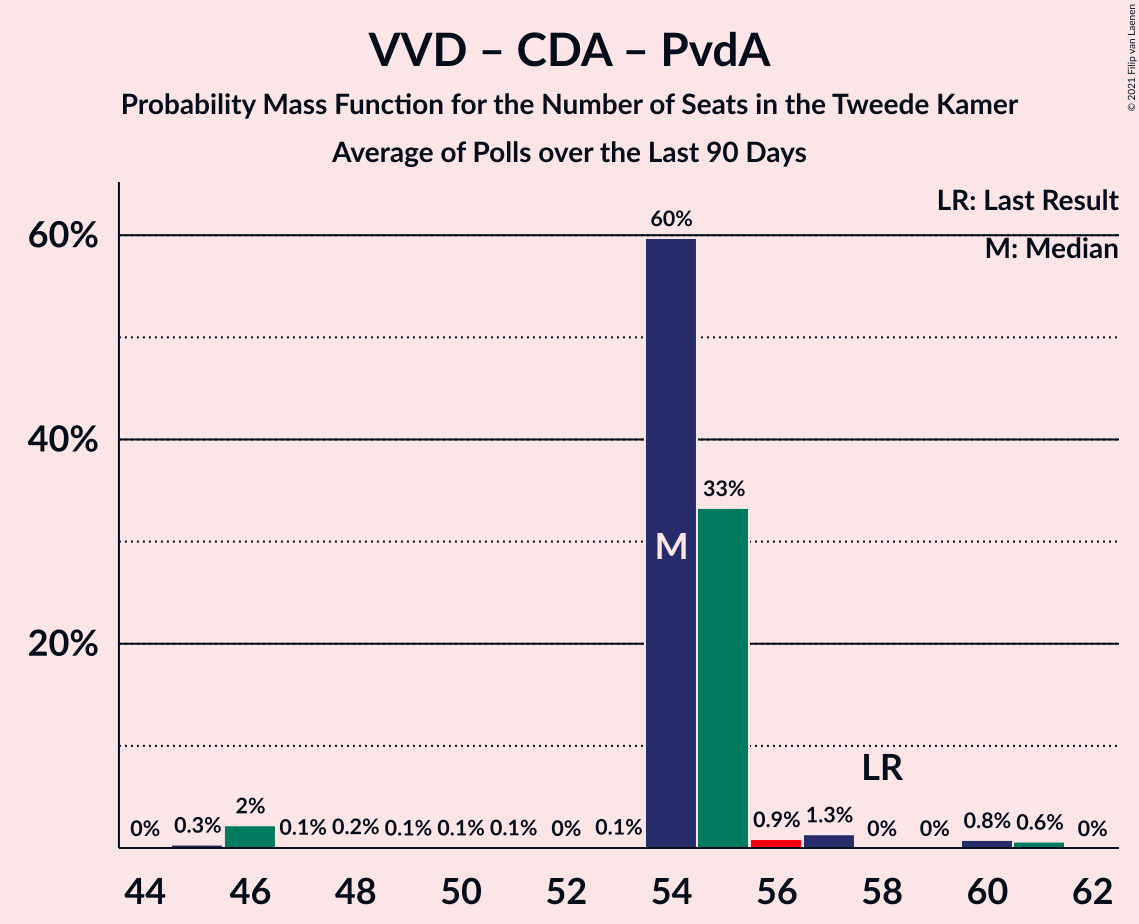 VVD – CDA – PvdA
Probability Mass Function for the Number of Seats in the Tweede Kamer
Average of Polls over the Last 90 Days
© 2021 Filip van Laenen
LR: Last Result
M: Median
60%
40%
20%
0% 0.3% 2% 0.1% 0.2% 0.1% 0.1% 0.1% 0% 0.1% 60% 33% 0.9% 1.3% 0% 0% 0.8% 0.6% 0%
M
LR
44 46 48 50 52 54 56 58 60 62